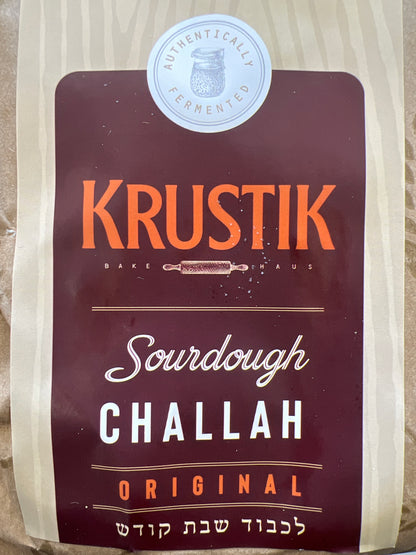 AUTHENTICALLY
FERMENTED
KRUSTIK
BAKE HAUS
Sourdough
CHALLAH
ORIGINAL
לכבוד שבת קודש